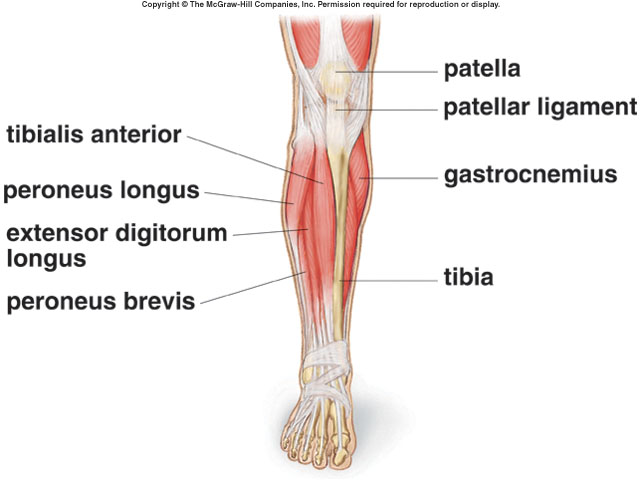 Copyright © The McGraw-Hill Companies, Inc. Permission required for reproduction or display.
patella
patellar ligament
tibialis anterior
gastrocnemius
peroneus longus
extensor digitorum
longus
tibia
peroneus brevis